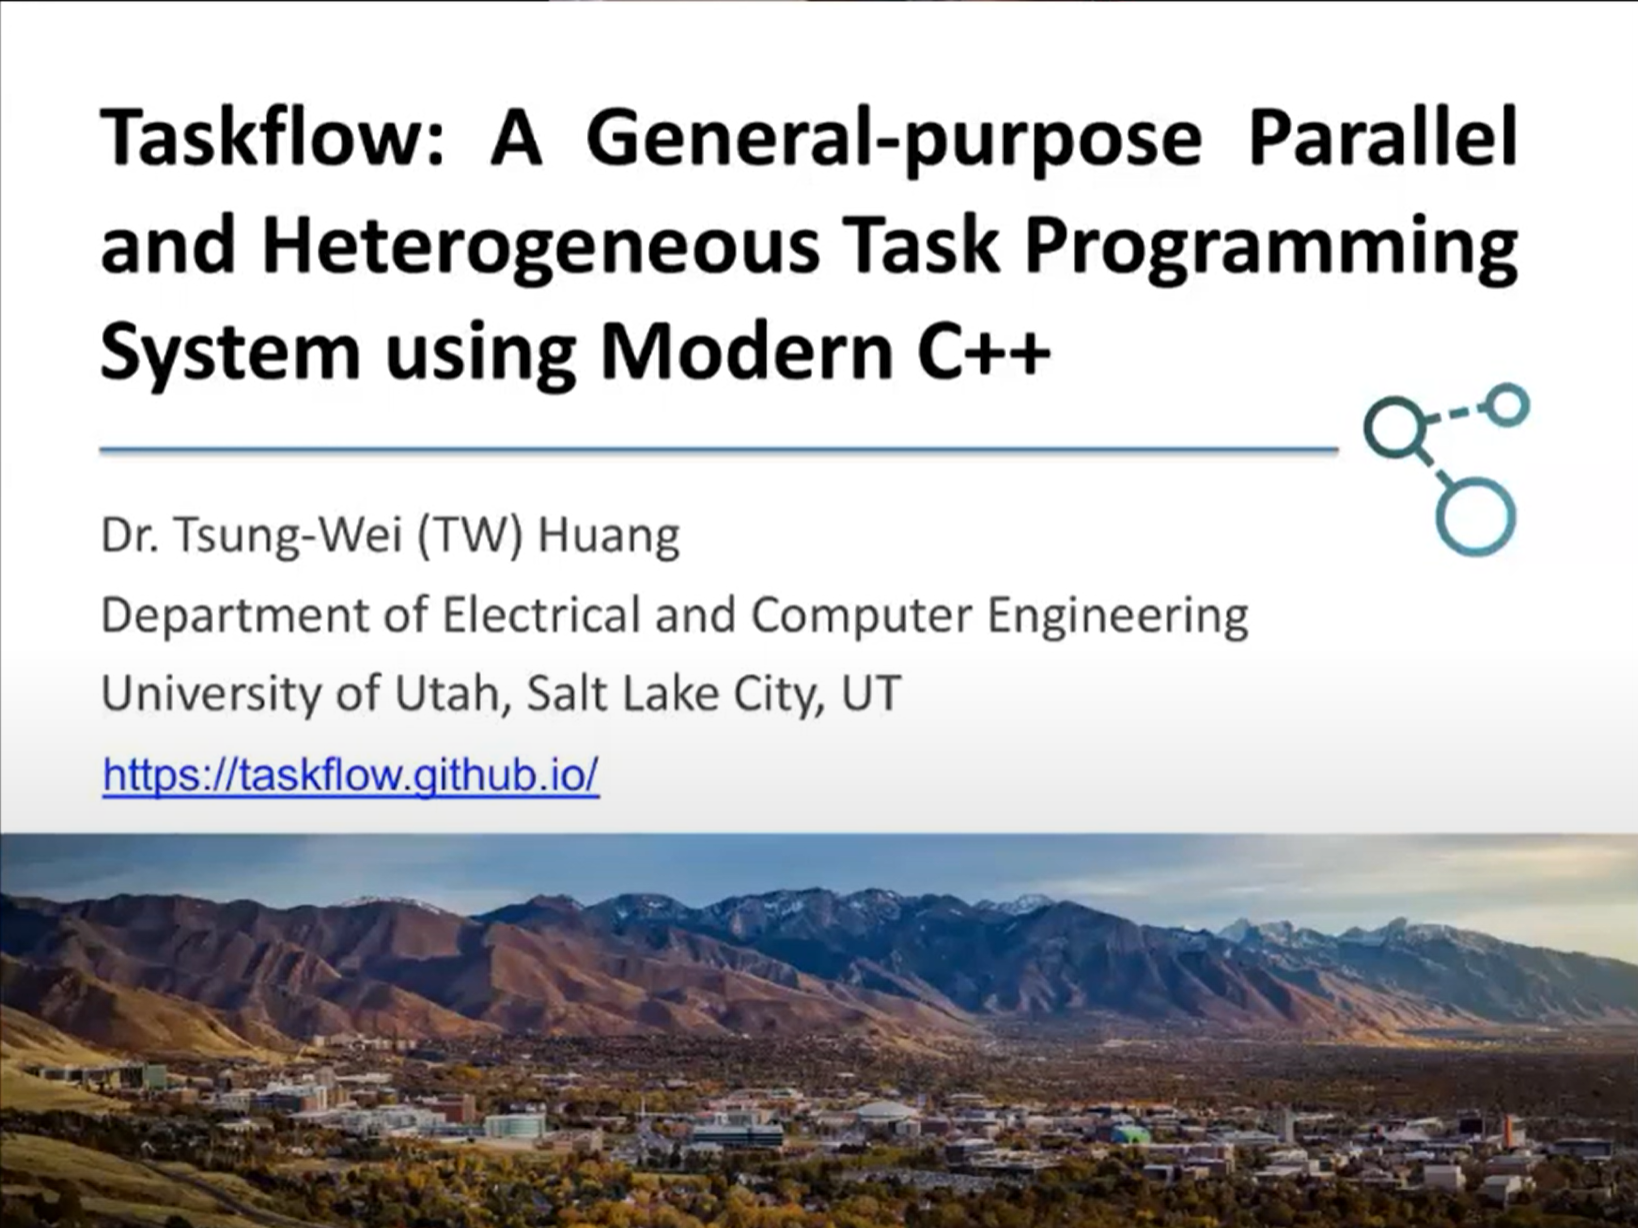 Taskflow: A General-purpose Parallel
and Heterogeneous Task Programming
System using Modern C++
Dr. Tsung-Wei (TW) Huang
Department of Electrical and Computer Engineering
University of Utah, Salt Lake City, UT
https://taskflow.github.io/